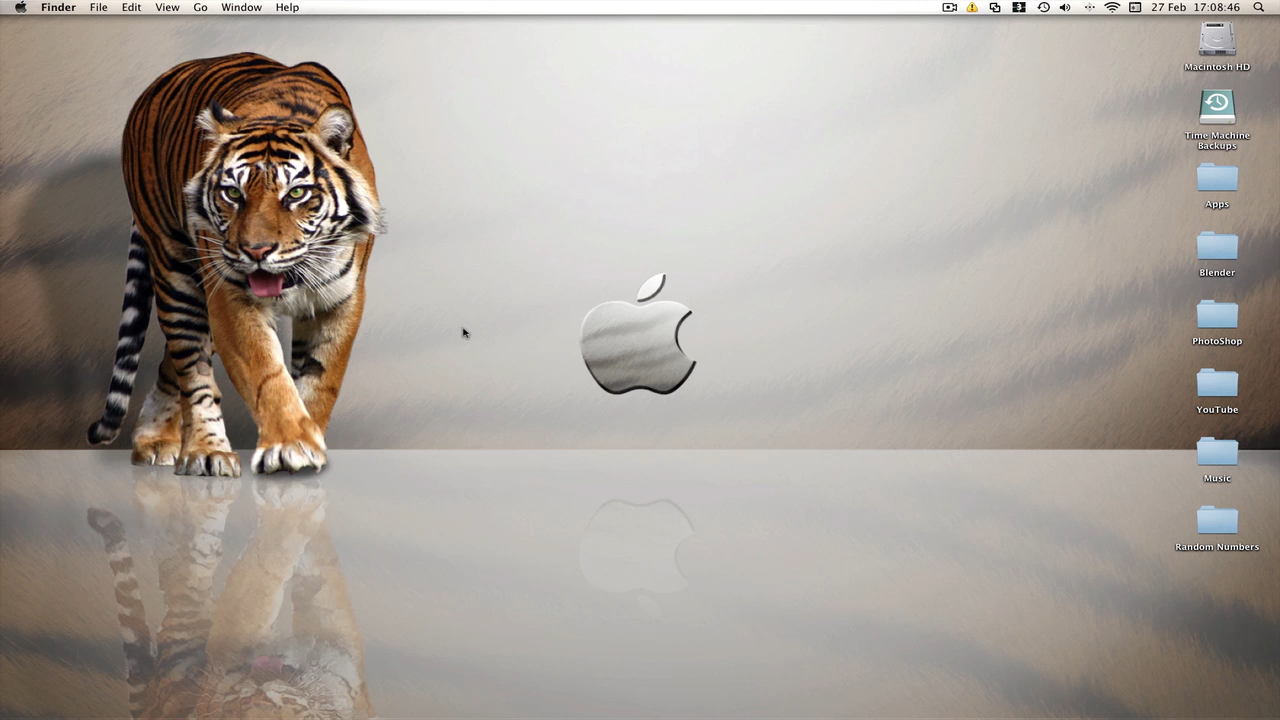 Finder File Edit View Go Window Help 27 Feb 17:08:46
Macintosh HD
Time Machine
Backups
Apps
Blender
PhotoShop
YouTube
Music
Random Numbers